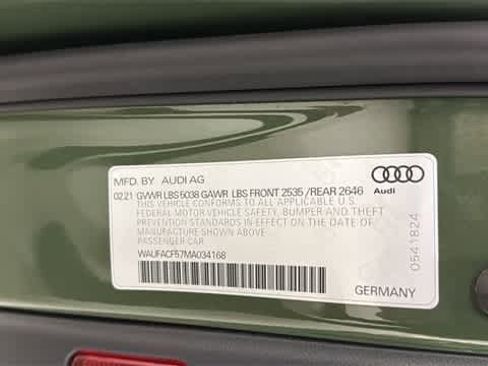 MFD. BY AUDI AG
02.21 GVWR LBS 5038 GAWR LBS FRONT 2535 /REAR 2646
THIS VEHICLE CONFORMS TO ALL APPLICABLE U.S.
FEDERAL MOTOR VEHICLE SAFETY, BUMPER AND THEFT
PREVENTION STANDARDS IN EFFECT ON THE DATE OF
MANUFACTURE SHOWN ABOVE.
PASSENGER CAR
WAUFACF57MA034168
Audi
0541824
GERMANY